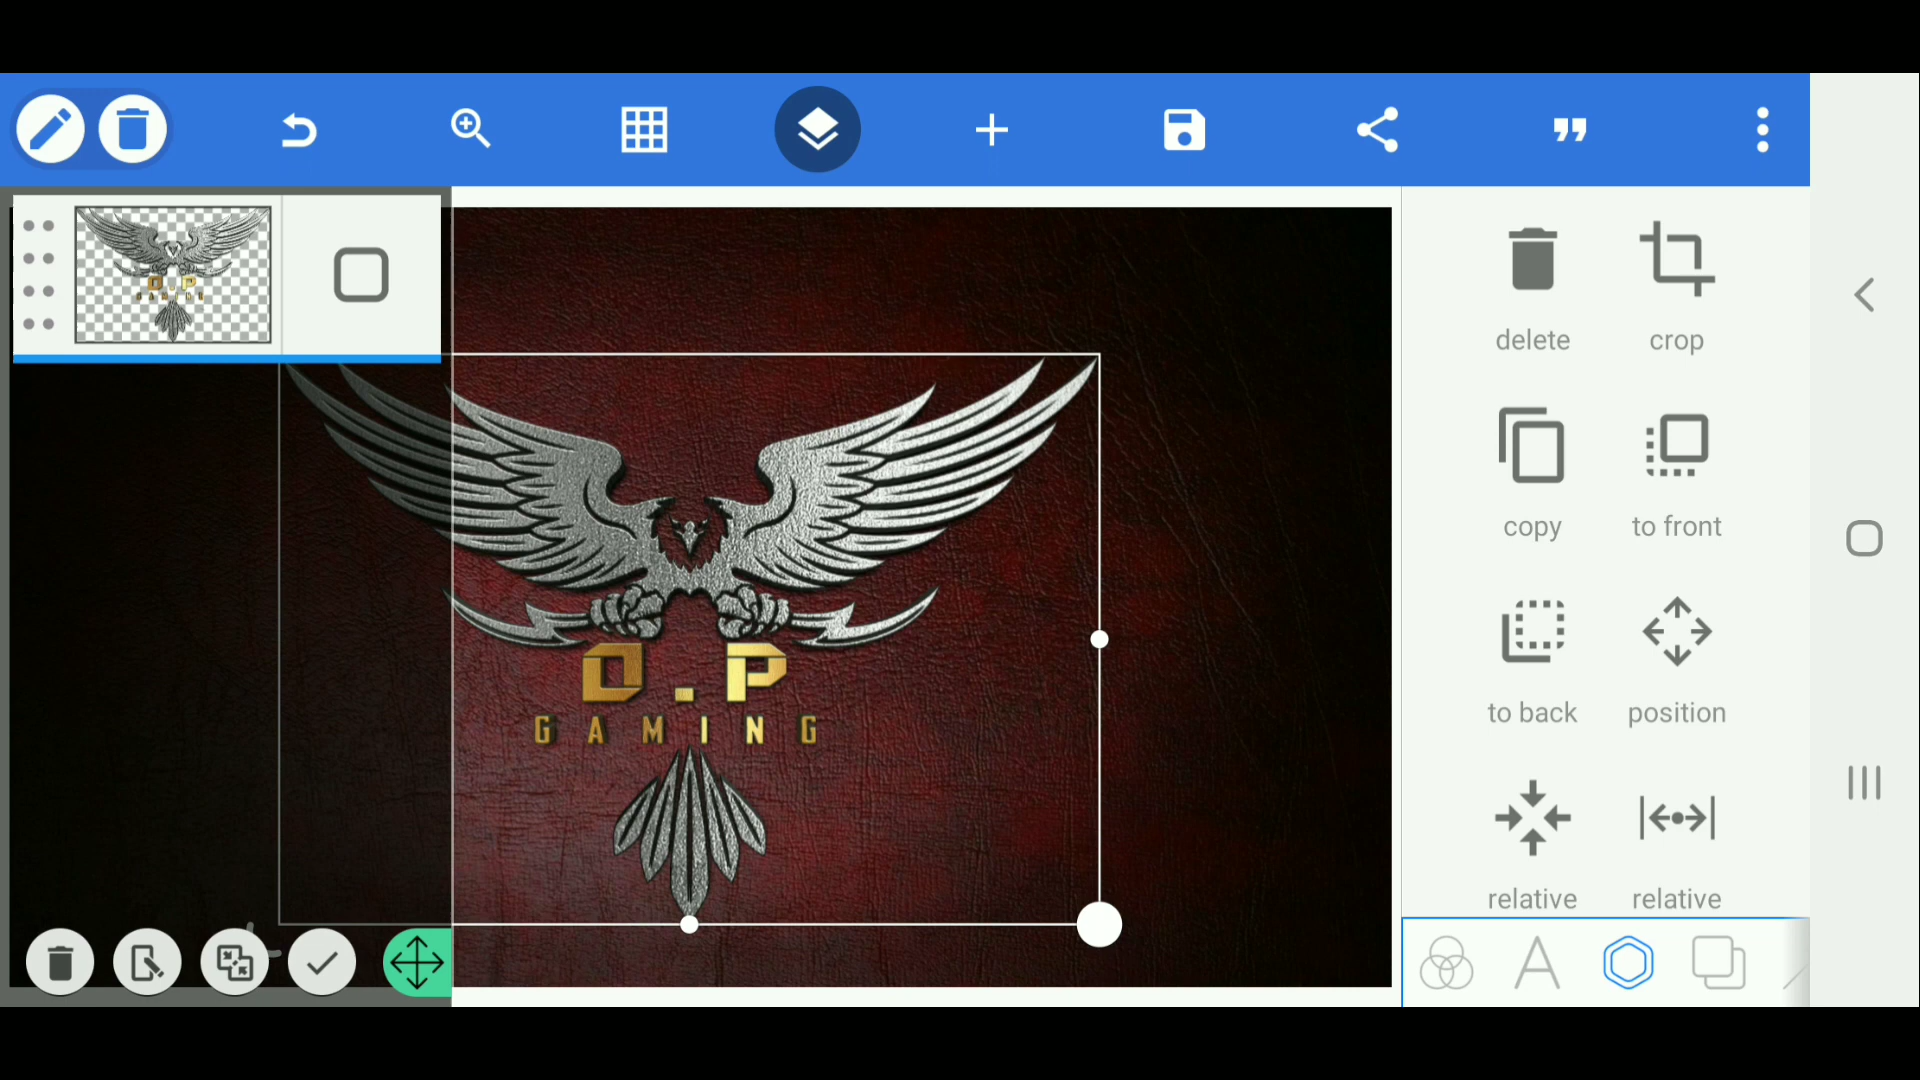 O.P
GAMING
delete
crop
copy
to front
to back
position
relative
relative